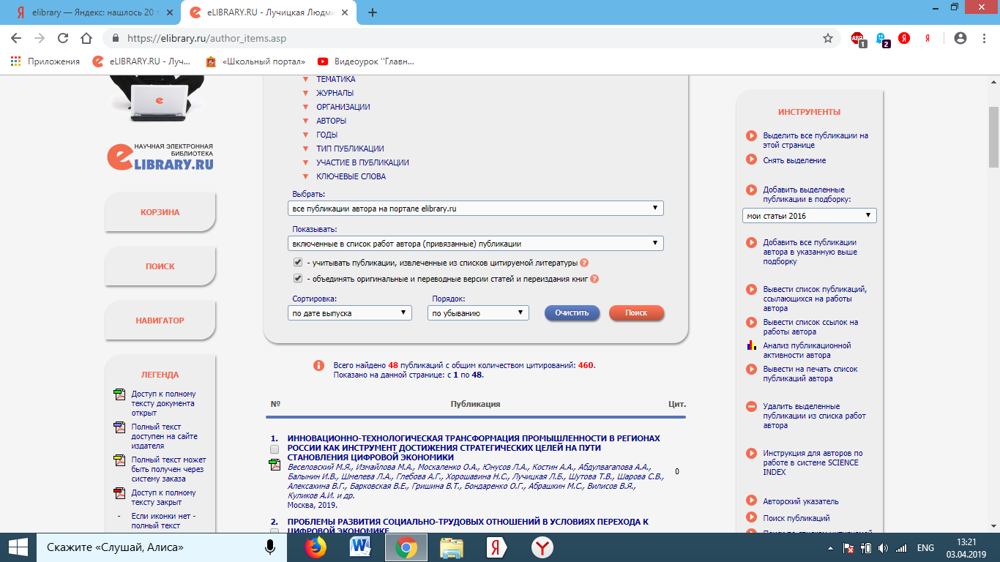 elibrary — Яндекс: нашлось 20 т
eLIBRARY.RU - Лучицкая Людми
https://elibrary.ru/author_items.asp
ABP
1
2
Приложения
eLIBRARY.RU - Луч...
«Школьный портал»
Видеоурок "Главн...
НАУЧНАЯ ЭЛЕКТРОННАЯ
БИБЛИОТЕКА
eLIBRARY.RU
КОРЗИНА
ПОИСК
НАВИГАТОР
ЛЕГЕНДА
Доступ к полному
тексту документа
открыт
Полный текст
доступен на сайте
издателя
Полный текст может
быть получен через
систему заказа
Доступ к полному
тексту закрыт
- Если иконки нет -
полный текст
ТЕМАТИКА
ЖУРНАЛЫ
ОРГАНИЗАЦИИ
АВТОРЫ
ГОДЫ
ТИП ПУБЛИКАЦИИ
УЧАСТИЕ В ПУБЛИКАЦИИ
КЛЮЧЕВЫЕ СЛОВА
Выбрать:
все публикации автора на портале elibrary.ru
Показывать:
включенные в список работ автора (привязанные) публикации
- учитывать публикации, извлеченные из списков цитируемой литературы ?
- объединять оригинальные и переводные версии статей и переиздания книг ?
Сортировка:
Порядок:
по дате выпуска
по убыванию
Очистить
Поиск
Всего найдено 48 публикаций с общим количеством цитирований: 460.
Показано на данной странице: с 1 по 48.
№
Публикация
Цит.
1. ИННОВАЦИОННО-ТЕХНОЛОГИЧЕСКАЯ ТРАНСФОРМАЦИЯ ПРОМЫШЛЕННОСТИ В РЕГИОНАХ
РОССИИ КАК ИНСТРУМЕНТ ДОСТИЖЕНИЯ СТРАТЕГИЧЕСКИХ ЦЕЛЕЙ НА ПУТИ
СТАНОВЛЕНИЯ ЦИФРОВОЙ ЭКОНОМИКИ
Веселовский М.Я., Измайлова М.А., Москаленко О.А., Юнусов Л.А., Костин А.А., Абдулвагапова А.А.,
Балынин И.В., Шмелева Л.А., Глебова А.Г., Хорошавина Н.С., Лучицкая Л.Б., Шутова Т.В., Шарова С.В.,
Алексахина В.Г., Барковская В.Е., Гришина В.Т., Бондаренко О.Г., Абрашкин М.С., Вилисов В.Я.,
Куликов А.И. и др.
Москва, 2019.
0
2. ПРОБЛЕМЫ РАЗВИТИЯ СОЦИАЛЬНО-ТРУДОВЫХ ОТНОШЕНИЙ В УСЛОВИЯХ ПЕРЕХОДА К
ЦИФРОВОЙ ЭКОНОМИКЕ
ИНСТРУМЕНТЫ
Выделить все публикации на
этой странице
Снять выделение
Добавить выделенные
публикации в подборку:
мои статьи 2016
Добавить все публикации
автора в указанную выше
подборку
Вывести список публикаций,
ссылающихся на работы
автора
Вывести список ссылок на
работы автора
Анализ публикационной
активности автора
Вывести на печать список
публикаций автора
Удалить выделенные
публикации из списка работ
автора
Инструкция для авторов по
работе в системе SCIENCE
INDEX
Авторский указатель
Поиск публикаций
Скажите «Слушай, Алиса»
ENG
13:21
03.04.2019